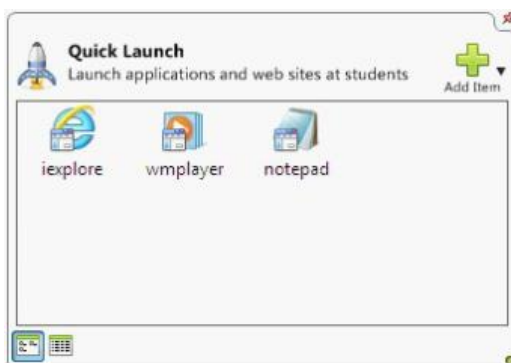 Quick Launch
Launch applications and web sites at students
Add Item
iexplore
wmplayer
notepad